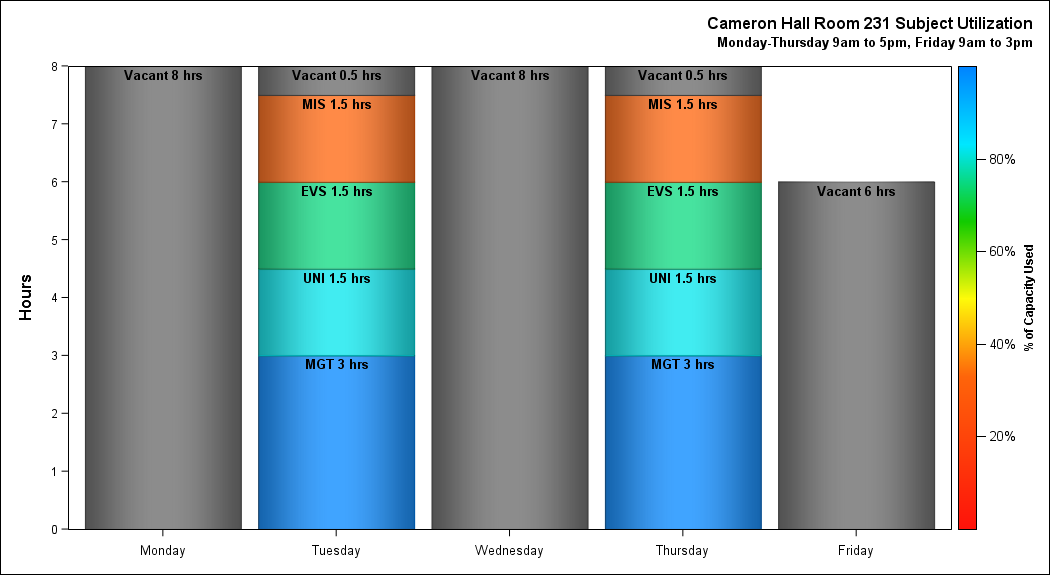 Cameron Hall Room 231 Subject Utilization
Monday-Thursday 9am to 5pm, Friday 9am to 3pm
Hours
8
7
6
5
4
3
2
1
0
Vacant 8 hrs
Vacant 0.5 hrs
MIS 1.5 hrs
EVS 1.5 hrs
UNI 1.5 hrs
MGT 3 hrs
Vacant 8 hrs
Vacant 0.5 hrs
MIS 1.5 hrs
EVS 1.5 hrs
UNI 1.5 hrs
MGT 3 hrs
Vacant 6 hrs
Monday
Tuesday
Wednesday
Thursday
Friday
80%
60%
40%
20%
% of Capacity Used